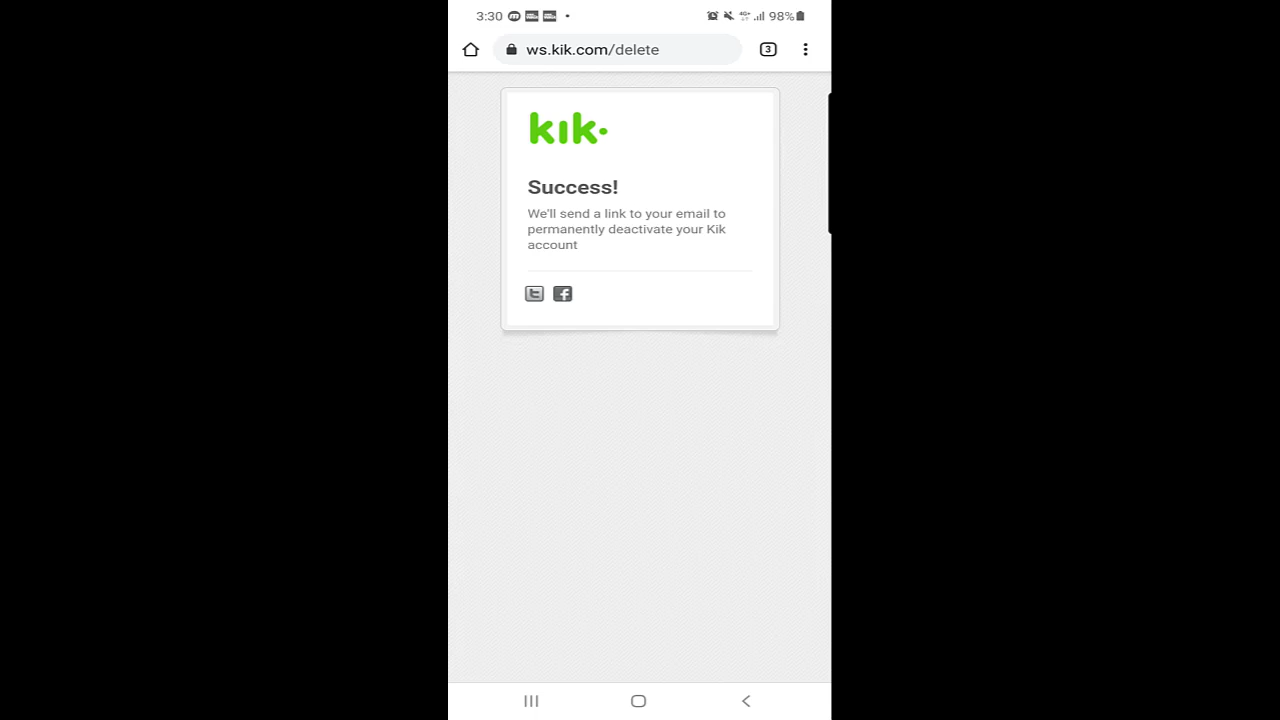 3:30 98%
ws.kik.com/delete 3
kik·
Success!
We'll send a link to your email to
permanently deactivate your Kik
account